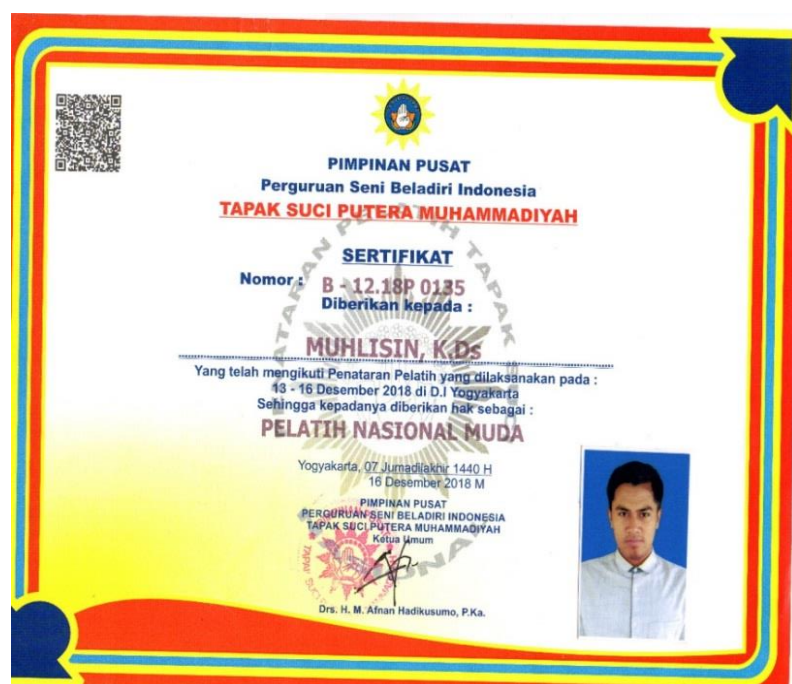 PIMPINAN PUSAT
Perguruan Seni Beladiri Indonesia
TAPAK SUCI PUTERA MUHAMMADIYAH
SERTIFIKAT
Nomor : B - 12.18P 0135
Diberikan kepada :
MUHLISIN, K.Ds
Yang telah mengikuti Penataran Pelatih yang dilaksanakan pada :
13 - 16 Desember 2018 di D.I Yogyakarta
Sehingga kepadanya diberikan hak sebagai :
PELATIH NASIONAL MUDA
Yogyakarta, 07 Jumadilakhir 1440 H
16 Desember 2018 M
PIMPINAN PUSAT
PERGURUAN SENI BELADIRI INDONESIA
TAPAK SUCI PUTERA MUHAMMADIYAH
Ketua Umum
Drs. H. M. Afnan Hadikusumo, P.Ka.